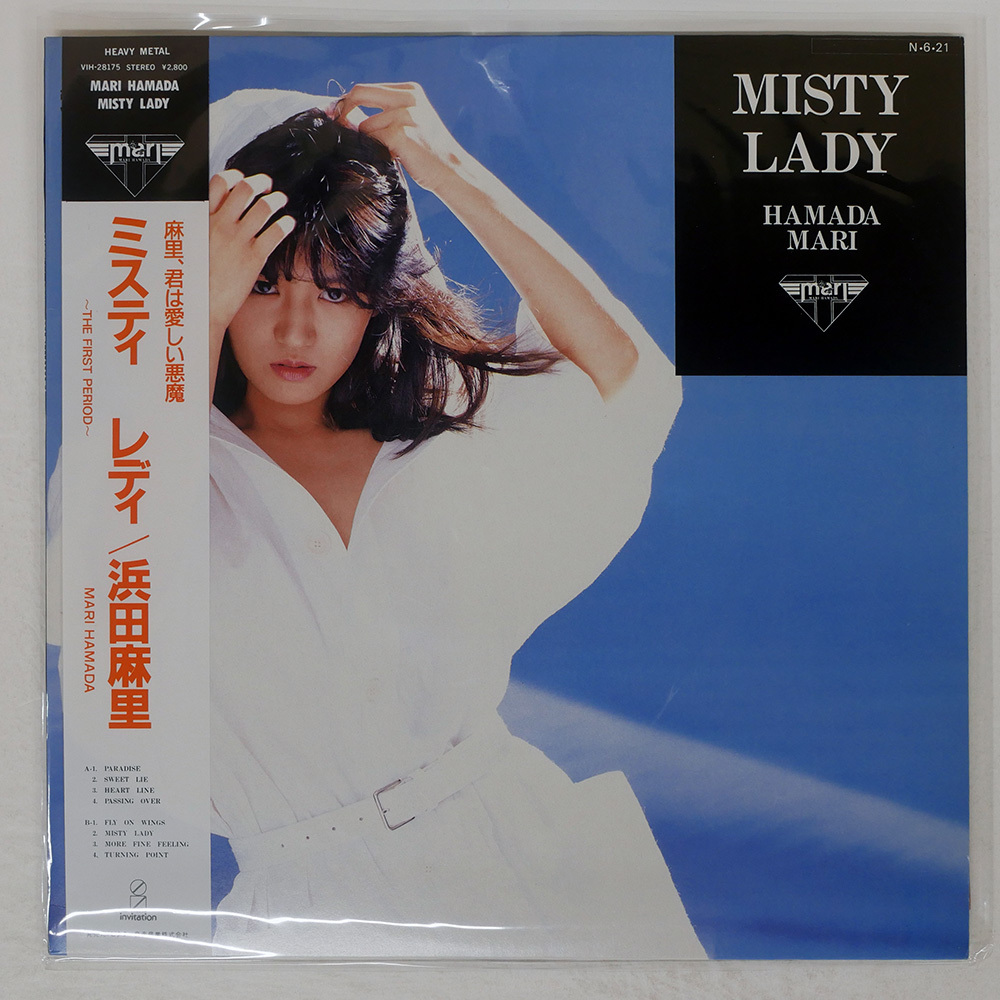 HEAVY METAL
VIH-28175 STEREO ¥2,800
MARI HAMADA
MISTY LADY
mari
MARI HAMADA
麻里、君は愛しい悪魔
ミスティ レディ/浜田麻里
~THE FIRST PERIOD~
MARI HAMADA
A-1. PARADISE
2. SWEET LIE
3. HEART LINE
4. PASSING OVER
B-1. FLY ON WINGS
2. MISTY LADY
3. MORE FINE FEELING
4. TURNING POINT
invitation
N・6・21
MISTY
LADY
HAMADA
MARI
mari
MARI HAMADA